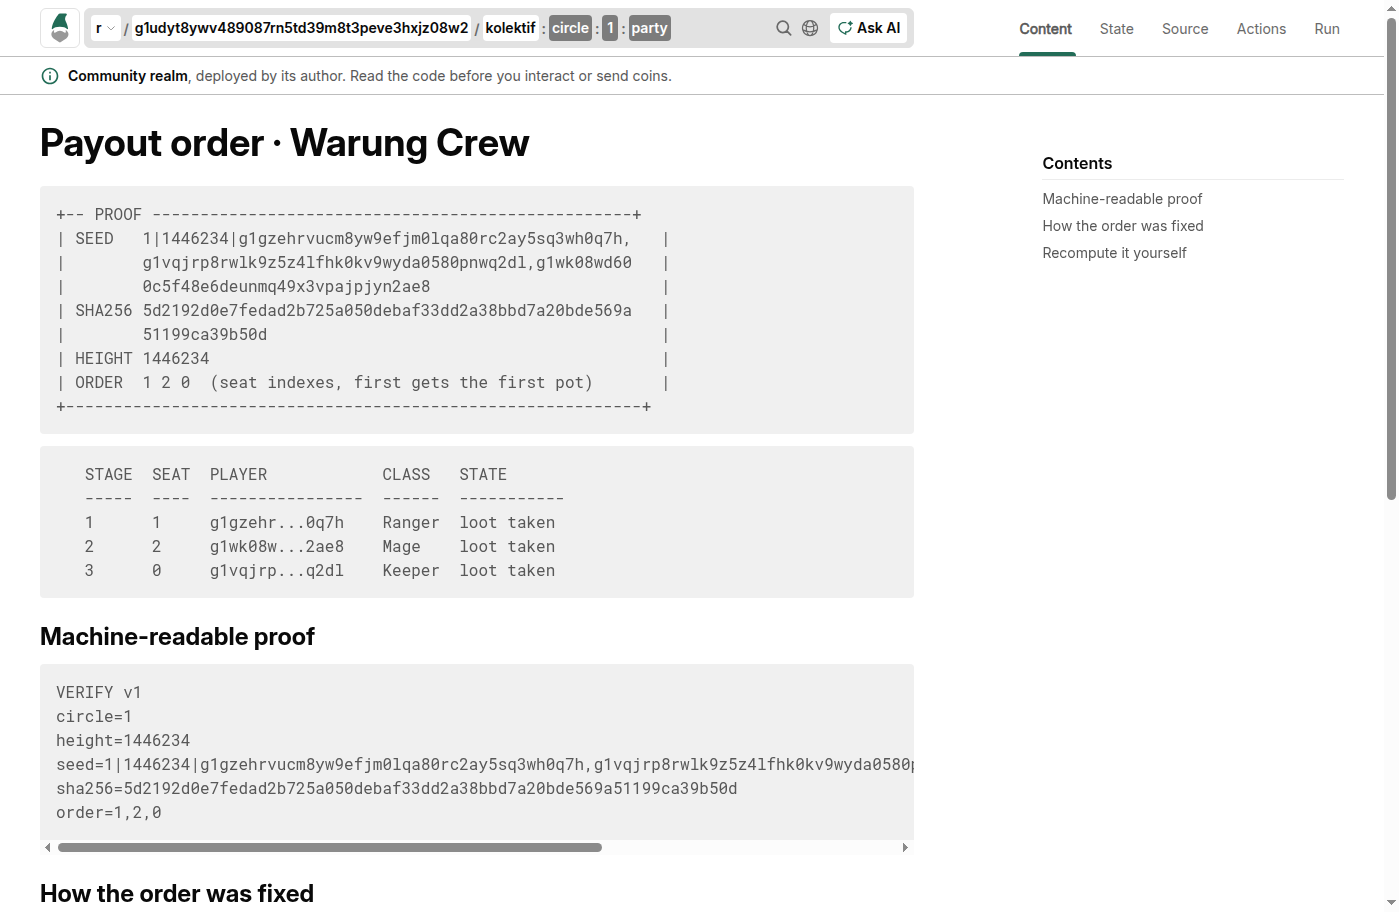 r / g1udyt8ywv489087rn5td39m8t3peve3hxjz08w2 / kolektif : circle : 1 : party
Ask AI
Content State Source Actions Run
Community realm, deployed by its author. Read the code before you interact or send coins.
Payout order · Warung Crew
+-- PROOF --------------------------------------------------+
| SEED 1|1446234|g1gzehrvucm8yw9efjm0lqa80rc2ay5sq3wh0q7h, |
| g1vqjrp8rwlk9z5z4lfhk0kv9wyda0580pnwq2dl,g1wk08wd60 |
| 0c5f48e6deunmq49x3vpajpjyn2ae8 |
| SHA256 5d2192d0e7fedad2b725a050debaf33dd2a38bbd7a20bde569a |
| 51199ca39b50d |
| HEIGHT 1446234 |
| ORDER 1 2 0 (seat indexes, first gets the first pot) |
+-------------------------------------------------------------+
STAGE SEAT PLAYER CLASS STATE
----- ---- ---------------- ------ -----------
1 1 g1gzehr...0q7h Ranger loot taken
2 2 g1wk08w...2ae8 Mage loot taken
3 0 g1vqjrp...q2dl Keeper loot taken
Machine-readable proof
VERIFY v1
circle=1
height=1446234
seed=1|1446234|g1gzehrvucm8yw9efjm0lqa80rc2ay5sq3wh0q7h,g1vqjrp8rwlk9z5z4lfhk0kv9wyda0580p
sha256=5d2192d0e7fedad2b725a050debaf33dd2a38bbd7a20bde569a51199ca39b50d
order=1,2,0
How the order was fixed
Contents
Machine-readable proof
How the order was fixed
Recompute it yourself